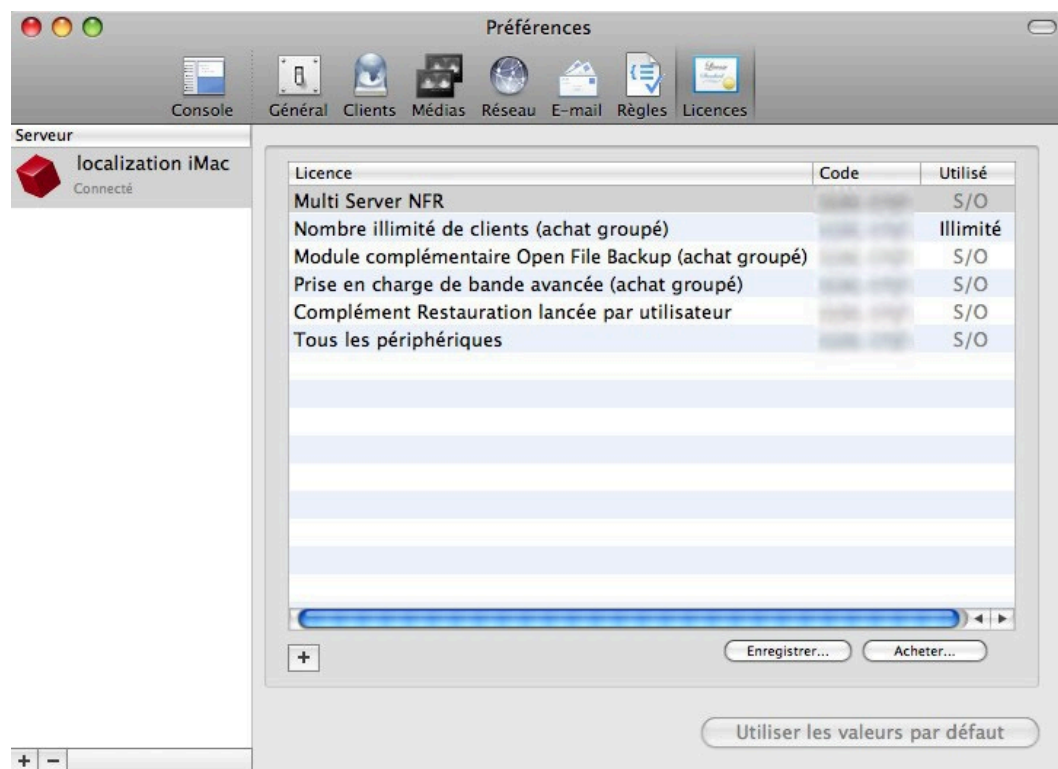 Préférences
Console Général Clients Médias Réseau E-mail Règles Licences
Serveur
localization iMac
Connecté
Licence Code Utilisé
Multi Server NFR S/O
Nombre illimité de clients (achat groupé) Illimité
Module complémentaire Open File Backup (achat groupé) S/O
Prise en charge de bande avancée (achat groupé) S/O
Complément Restauration lancée par utilisateur S/O
Tous les périphériques S/O
+
Enregistrer... Acheter...
Utiliser les valeurs par défaut
+ −